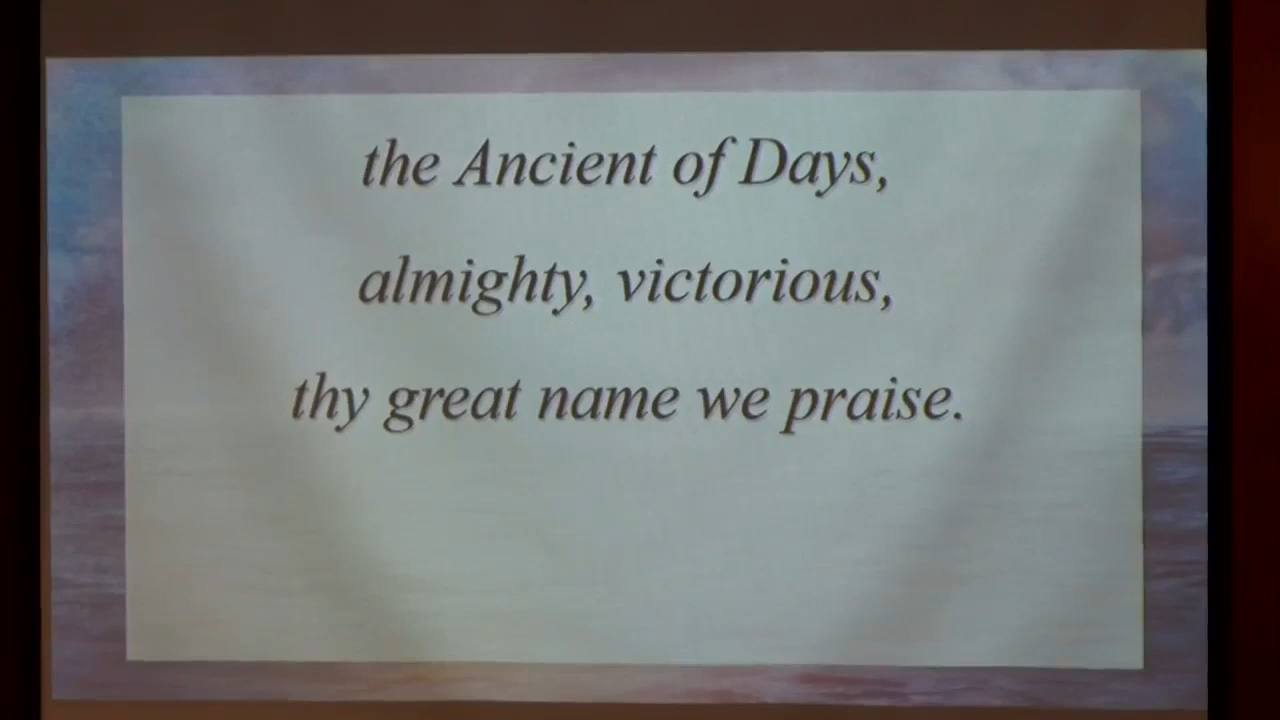 the Ancient of Days,
almighty, victorious,
thy great name we praise.